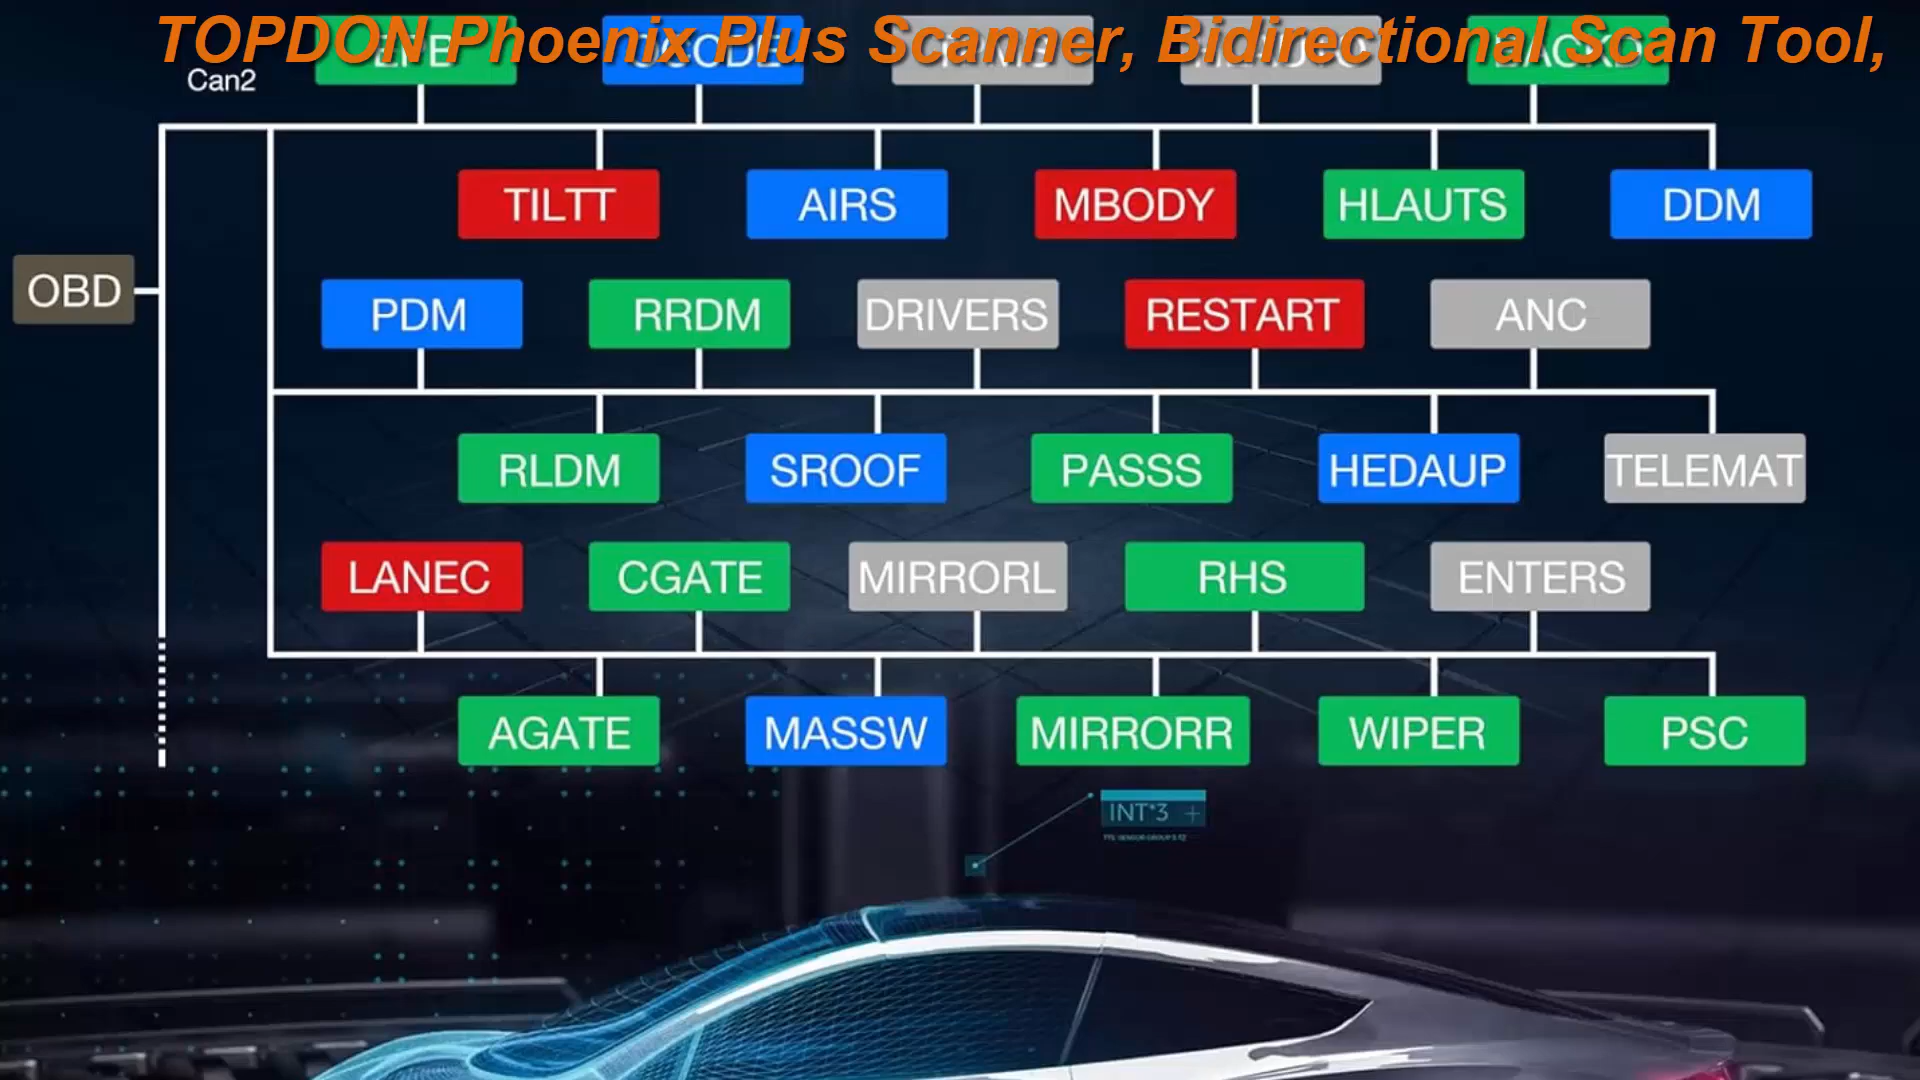 TOPDON Phoenix Plus Scanner, Bidirectional Scan Tool,
Can2
TILTT AIRS MBODY HLAUTS DDM
OBD
PDM RRDM DRIVERS RESTART ANC
RLDM SROOF PASSS HEDAUP TELEMAT
LANEC CGATE MIRRORL RHS ENTERS
AGATE MASSW MIRRORR WIPER PSC
INT*3 +